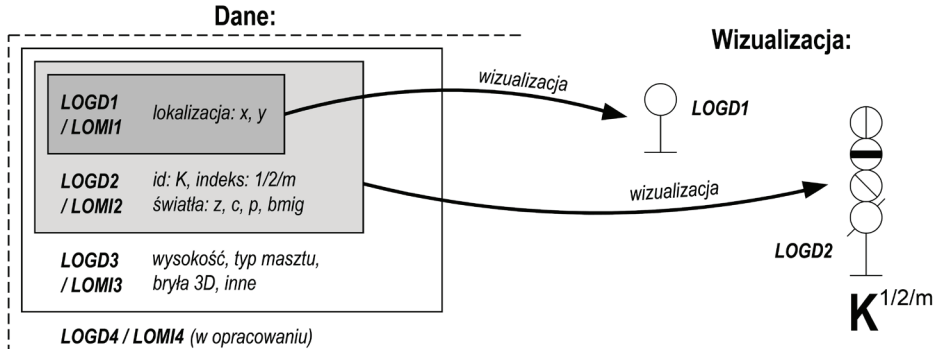 Dane:
Wizualizacja:
LOGD1
/ LOMI1
lokalizacja: x, y
wizualizacja
LOGD1
LOGD2
/ LOMI2
id: K, indeks: 1/2/m
światła: z, c, p, bmig
wizualizacja
LOGD2
K1/2/m
LOGD3
/ LOMI3
wysokość, typ masztu,
bryła 3D, inne
LOGD4 / LOMI4 (w opracowaniu)